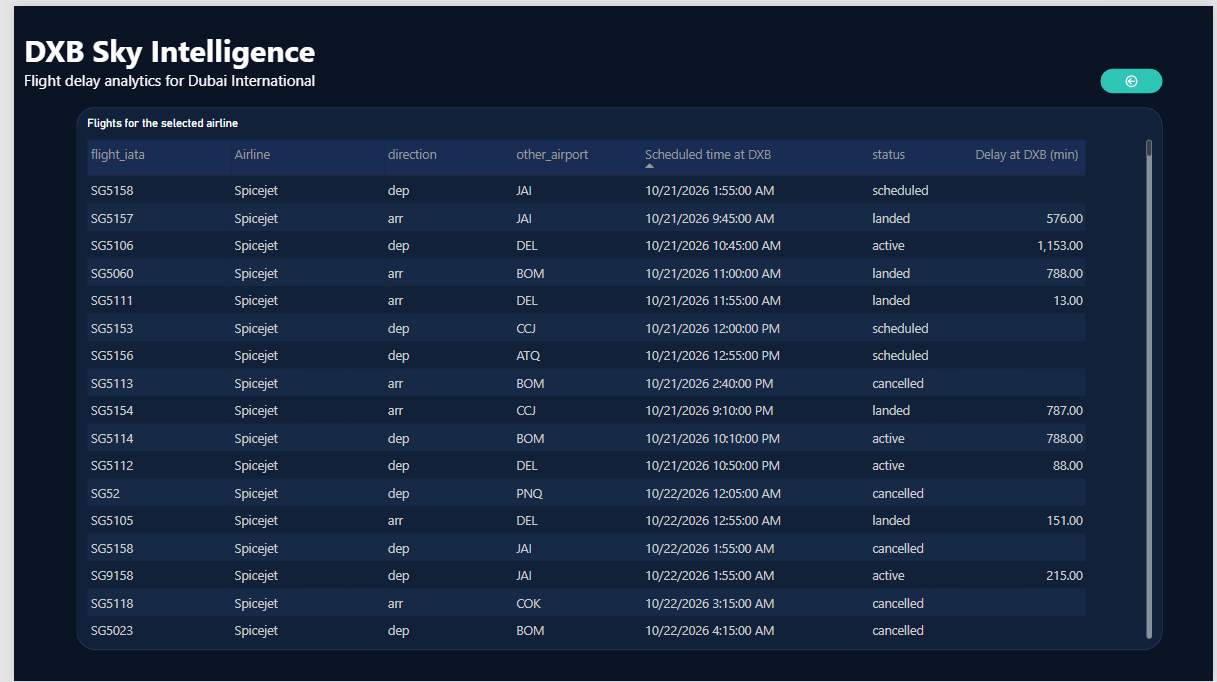 DXB Sky Intelligence
Flight delay analytics for Dubai International
Flights for the selected airline
flight_iata Airline direction other_airport Scheduled time at DXB status Delay at DXB (min)
SG5158 Spicejet dep JAI 10/21/2026 1:55:00 AM scheduled
SG5157 Spicejet arr JAI 10/21/2026 9:45:00 AM landed 576.00
SG5106 Spicejet dep DEL 10/21/2026 10:45:00 AM active 1,153.00
SG5060 Spicejet arr BOM 10/21/2026 11:00:00 AM landed 788.00
SG5111 Spicejet arr DEL 10/21/2026 11:55:00 AM landed 13.00
SG5153 Spicejet dep CCJ 10/21/2026 12:00:00 PM scheduled
SG5156 Spicejet dep ATQ 10/21/2026 12:55:00 PM scheduled
SG5113 Spicejet arr BOM 10/21/2026 2:40:00 PM cancelled
SG5154 Spicejet arr CCJ 10/21/2026 9:10:00 PM landed 787.00
SG5114 Spicejet dep BOM 10/21/2026 10:10:00 PM active 788.00
SG5112 Spicejet dep DEL 10/21/2026 10:50:00 PM active 88.00
SG52 Spicejet dep PNQ 10/22/2026 12:05:00 AM cancelled
SG5105 Spicejet arr DEL 10/22/2026 12:55:00 AM landed 151.00
SG5158 Spicejet dep JAI 10/22/2026 1:55:00 AM cancelled
SG9158 Spicejet dep JAI 10/22/2026 1:55:00 AM active 215.00
SG5118 Spicejet arr COK 10/22/2026 3:15:00 AM cancelled
SG5023 Spicejet dep BOM 10/22/2026 4:15:00 AM cancelled